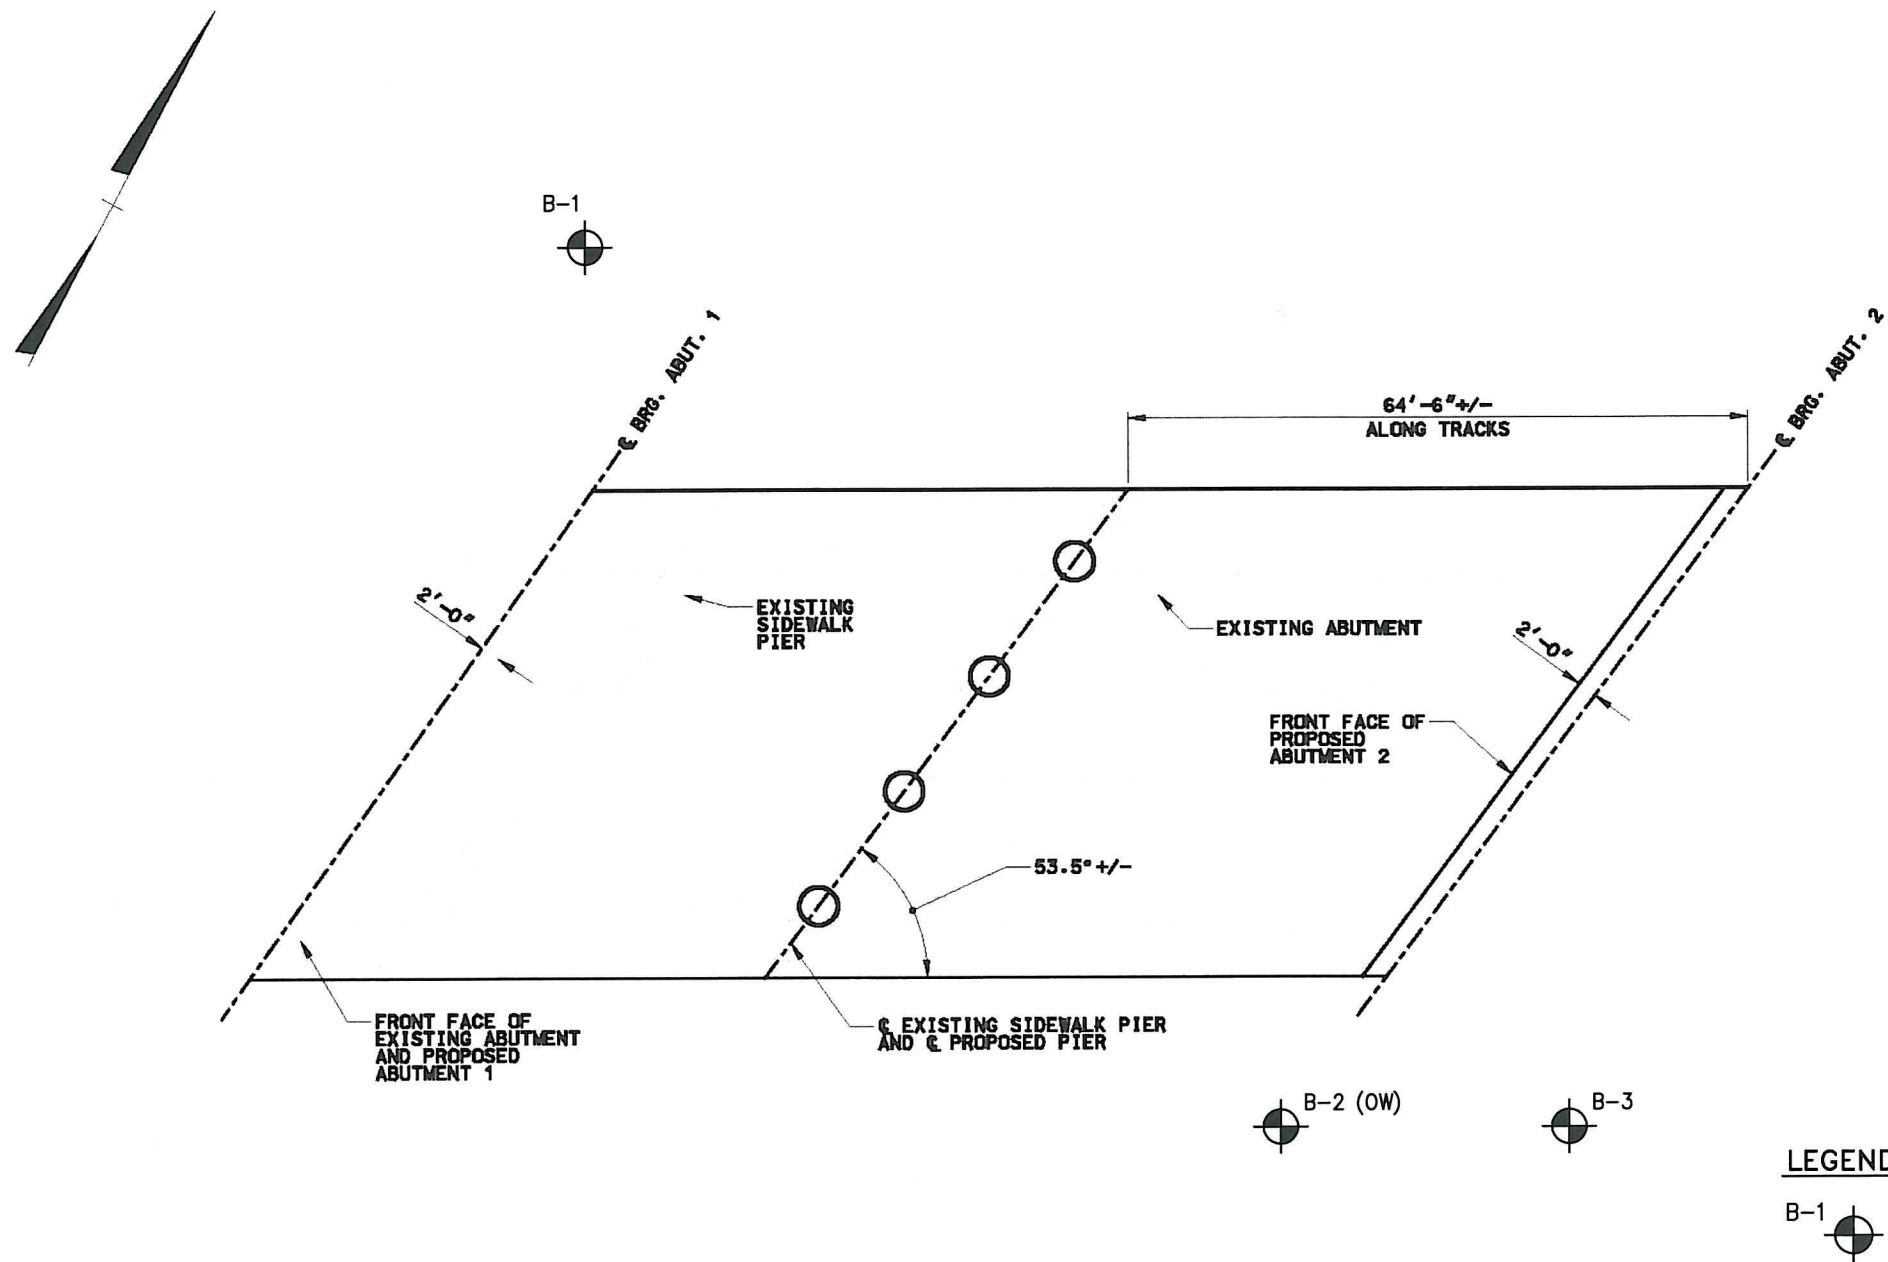 B-1
℄ BRG. ABUT. 1
℄ BRG. ABUT. 2
64'-6"+/-
ALONG TRACKS
2'-0"
EXISTING
SIDEWALK
PIER
EXISTING ABUTMENT
2'-0"
FRONT FACE OF
PROPOSED
ABUTMENT 2
53.5°+/-
FRONT FACE OF
EXISTING ABUTMENT
AND PROPOSED
ABUTMENT 1
℄ EXISTING SIDEWALK PIER
AND ℄ PROPOSED PIER
B-2 (OW)
B-3
LEGEND
B-1